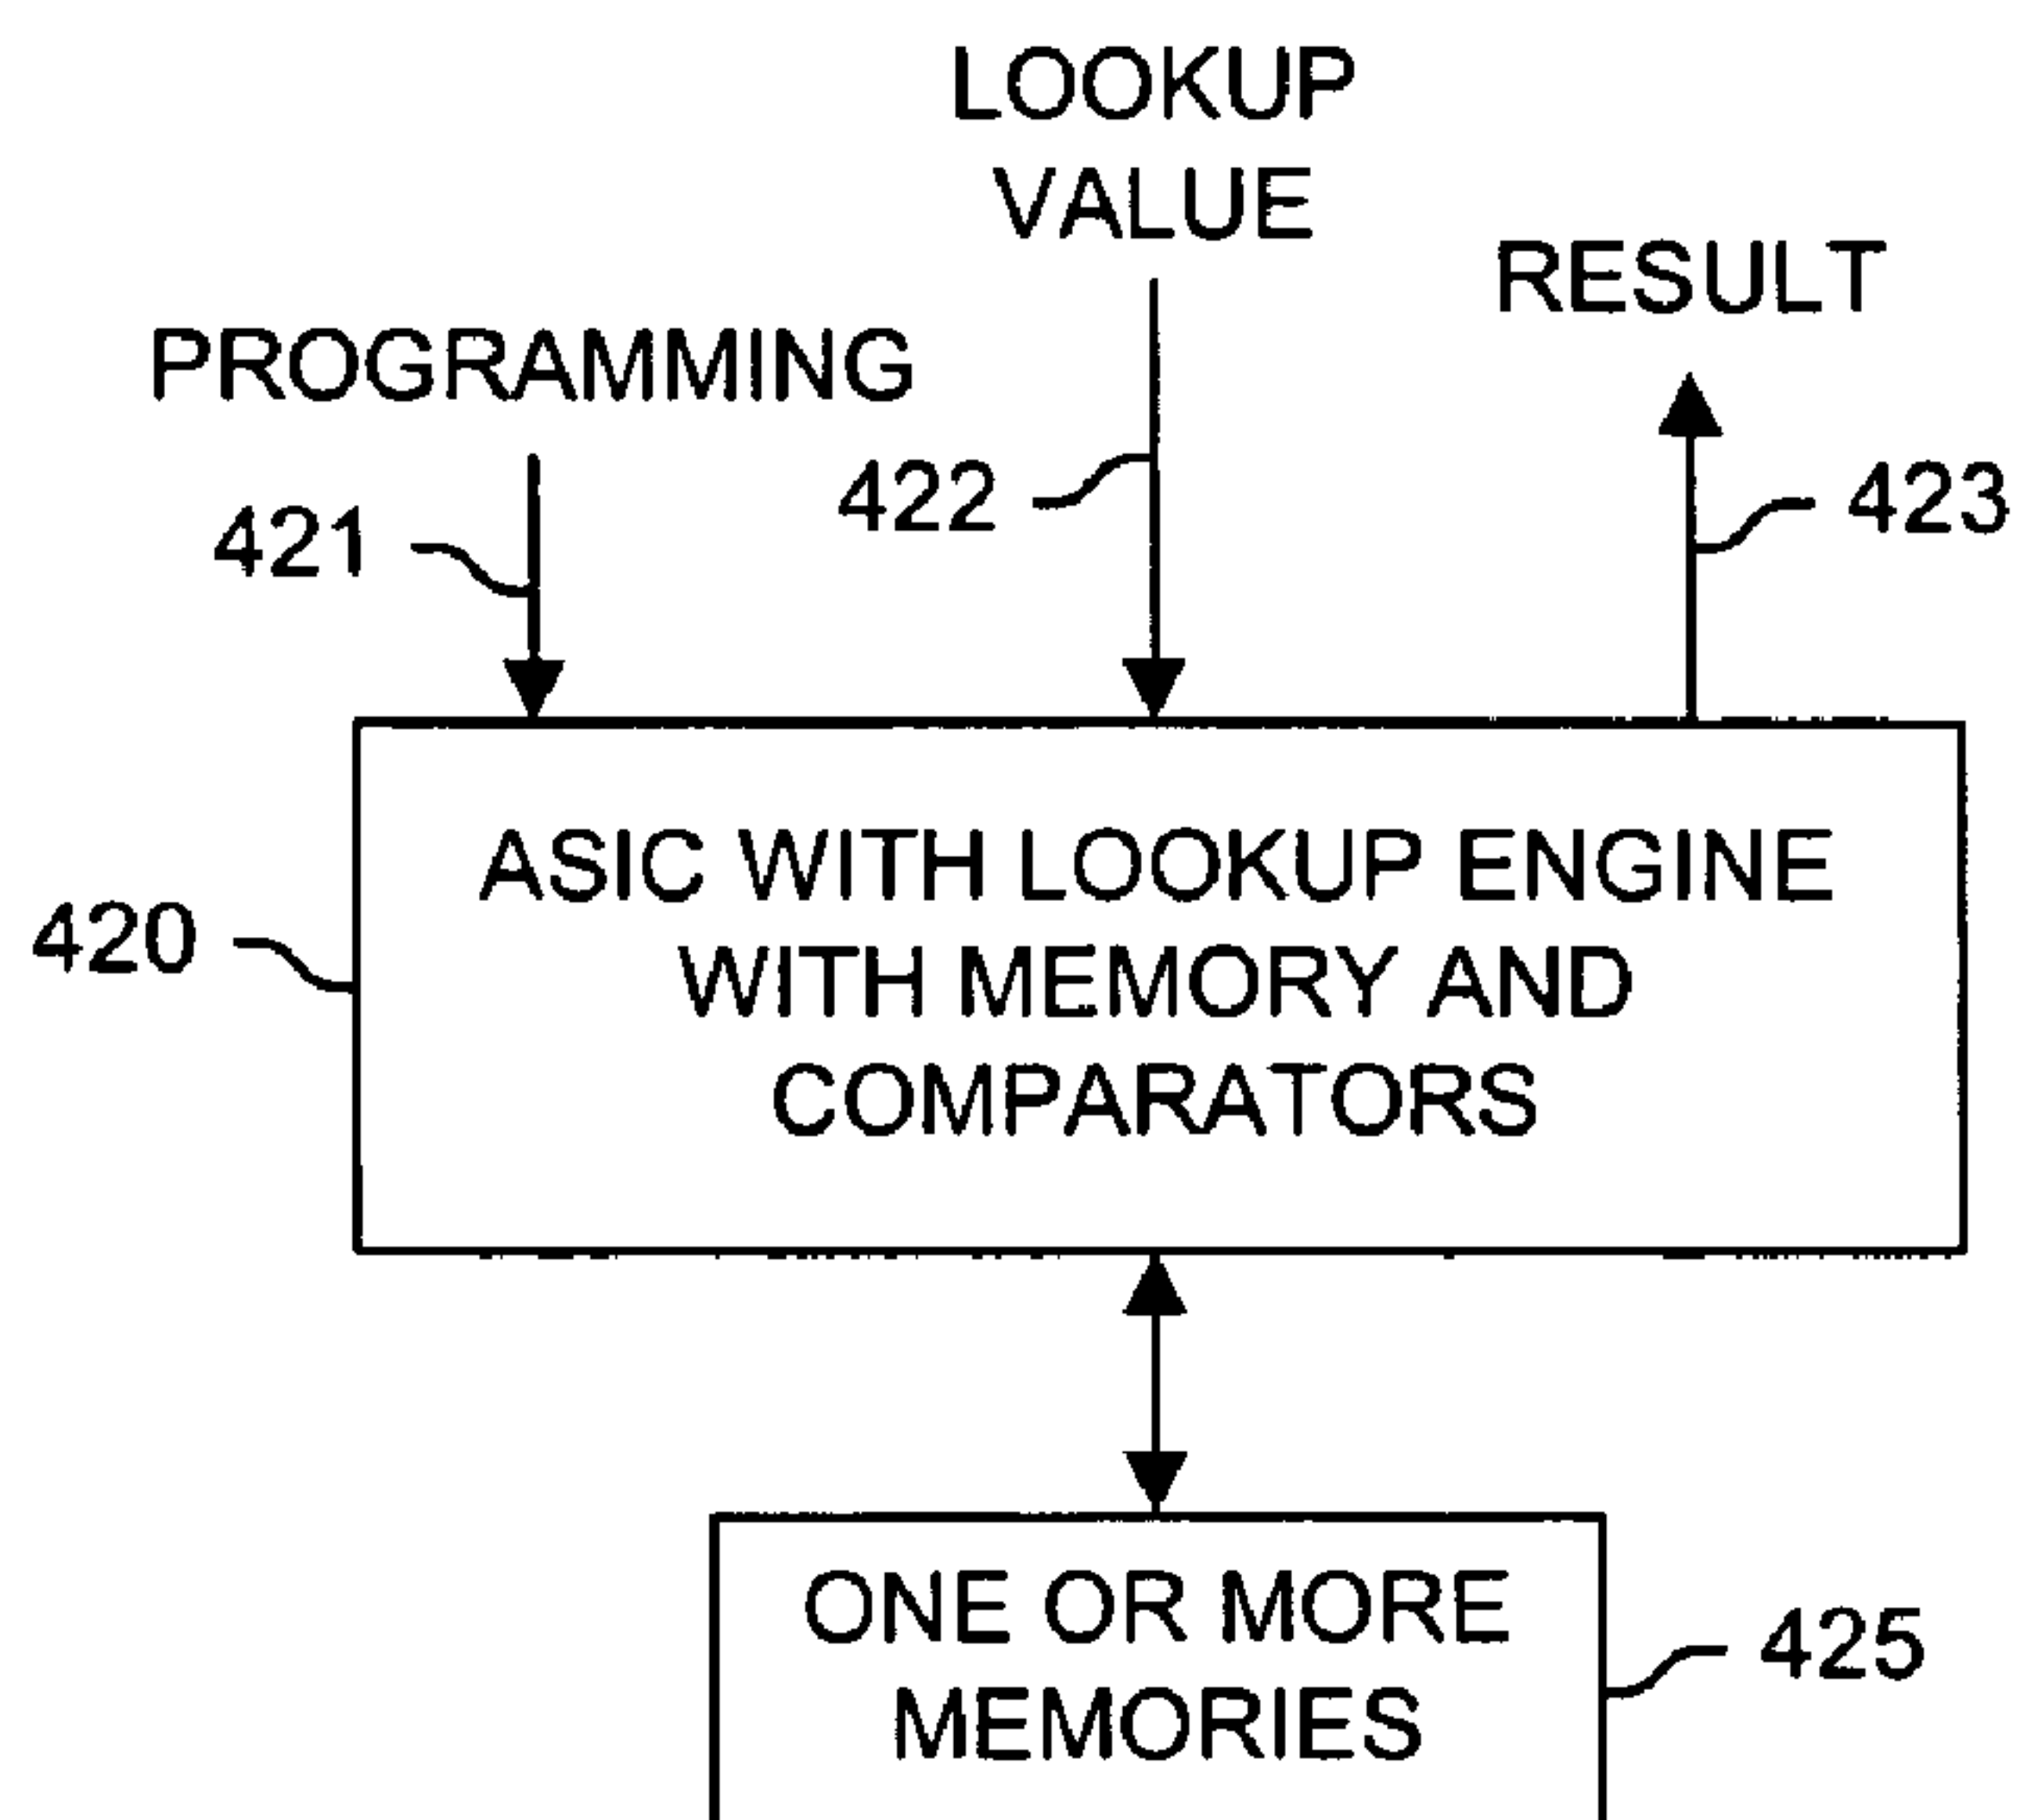 LOOKUP
VALUE
RESULT
PROGRAMMING
422
423
421
ASIC WITH LOOKUP ENGINE
WITH MEMORY AND
COMPARATORS
420
ONE OR MORE
MEMORIES
425